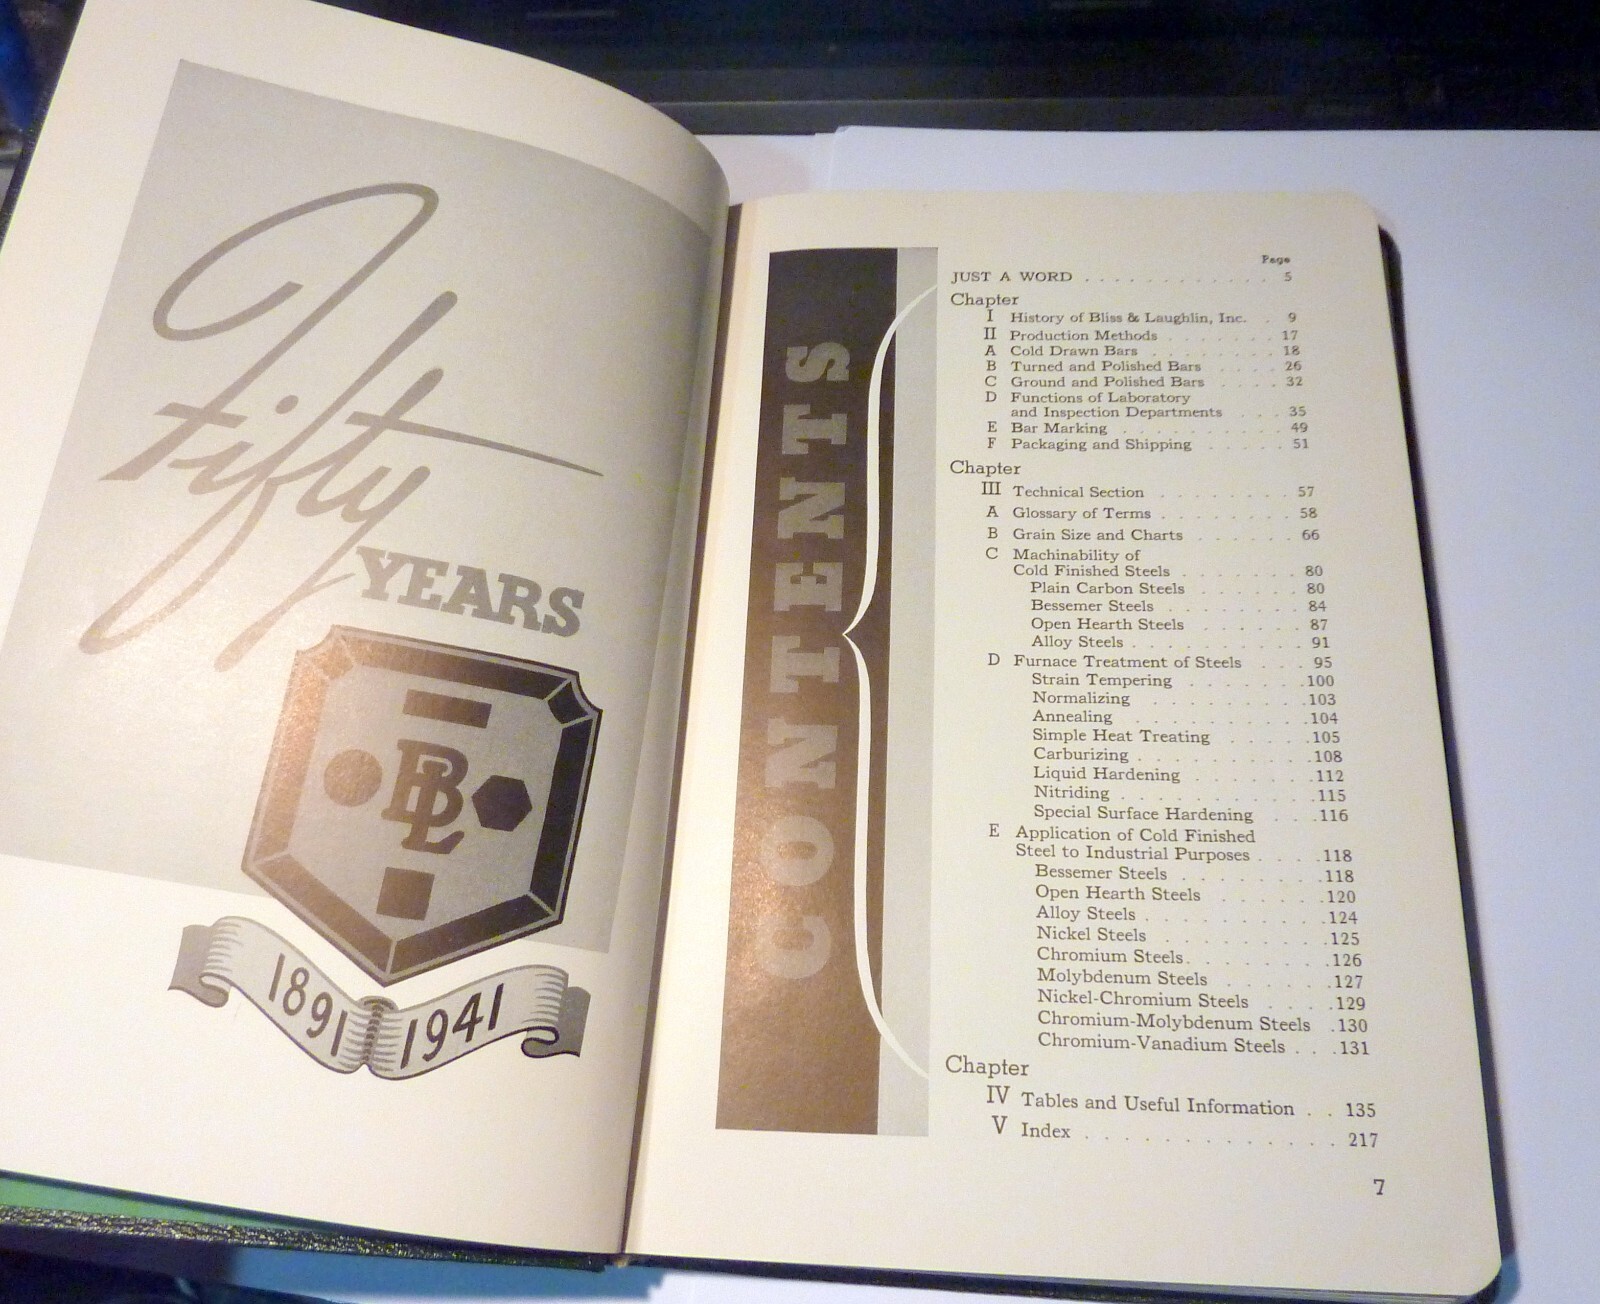 Fifty
YEARS
BL
1891 1941
CONTENTS
Page
JUST A WORD . . . . . . . . . . . . 5
Chapter
I History of Bliss & Laughlin, Inc. . 9
II Production Methods . . . . . . . 17
A Cold Drawn Bars . . . . . . . . 18
B Turned and Polished Bars . . . . 26
C Ground and Polished Bars . . . . 32
D Functions of Laboratory
and Inspection Departments . . . 35
E Bar Marking . . . . . . . . . . 49
F Packaging and Shipping . . . . . 51
Chapter
III Technical Section . . . . . . . . 57
A Glossary of Terms . . . . . . . . 58
B Grain Size and Charts . . . . . . 66
C Machinability of
Cold Finished Steels . . . . . . . 80
Plain Carbon Steels . . . . . . 80
Bessemer Steels . . . . . . . . 84
Open Hearth Steels . . . . . . 87
Alloy Steels . . . . . . . . . . 91
D Furnace Treatment of Steels . . . 95
Strain Tempering . . . . . . . 100
Normalizing . . . . . . . . . . 103
Annealing . . . . . . . . . . . 104
Simple Heat Treating . . . . . 105
Carburizing . . . . . . . . . . 108
Liquid Hardening . . . . . . . 112
Nitriding . . . . . . . . . . . 115
Special Surface Hardening . . . 116
E Application of Cold Finished
Steel to Industrial Purposes . . . . 118
Bessemer Steels . . . . . . . . 118
Open Hearth Steels . . . . . . 120
Alloy Steels . . . . . . . . . . 124
Nickel Steels . . . . . . . . . 125
Chromium Steels . . . . . . . . 126
Molybdenum Steels . . . . . . 127
Nickel-Chromium Steels . . . . 129
Chromium-Molybdenum Steels . 130
Chromium-Vanadium Steels . . . 131
Chapter
IV Tables and Useful Information . . 135
V Index . . . . . . . . . . . . . 217
7